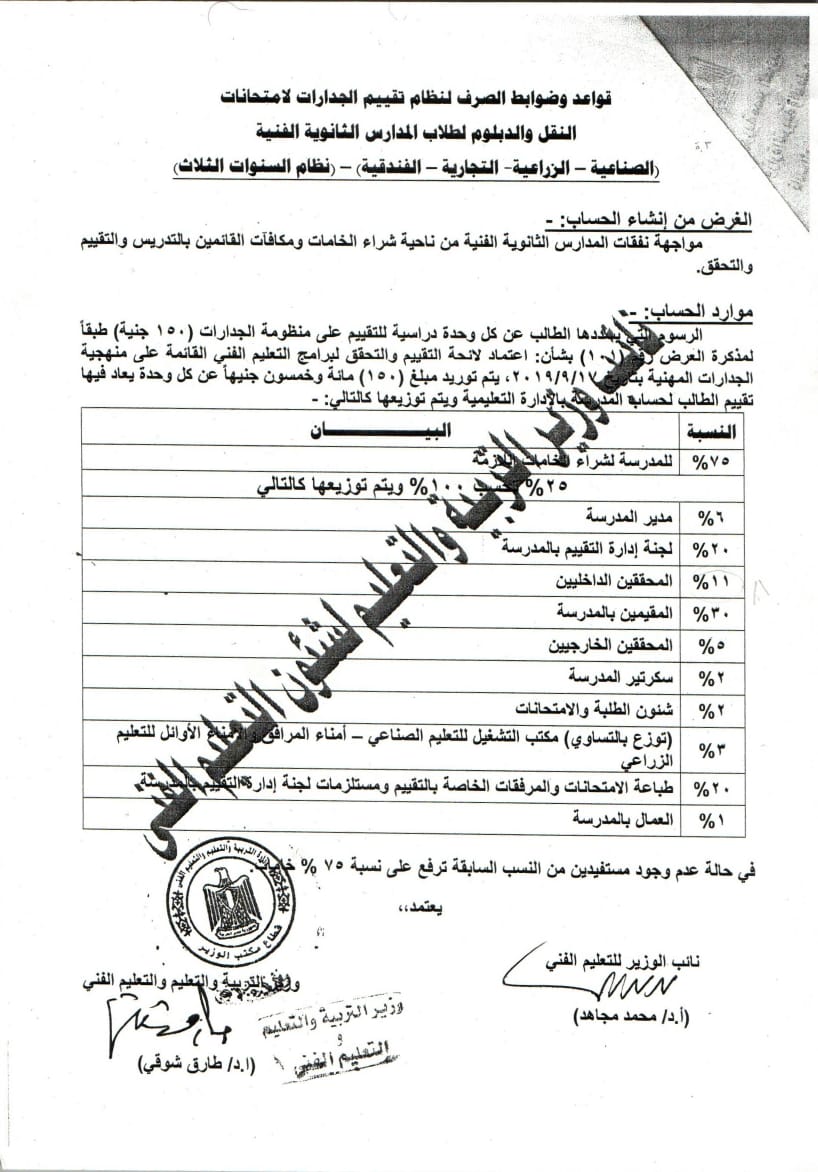 قواعد وضوابط الصرف لنظام تقييم الجدارات لامتحانات
النقل والدبلوم لطلاب المدارس الثانوية الفنية
(الصناعية – الزراعية- التجارية – الفندقية) – (نظام السنوات الثلاث)
الغرض من إنشاء الحساب: -
مواجهة نفقات المدارس الثانوية الفنية من ناحية شراء الخامات ومكافآت القائمين بالتدريس والتقييم
والتحقق.
موارد الحساب: -
الرسوم التي يسددها الطالب عن كل وحدة دراسية للتقييم على منظومة الجدارات (١٥٠ جنية) طبقاً
لمذكرة العرض رقم (١٠١) بشأن: اعتماد لائحة التقييم والتحقق لبرامج التعليم الفني القائمة على منهجية
الجدارات المهنية بتاريخ ٢٠١٩/٩/١٧، يتم توريد مبلغ (١٥٠) مائة وخمسون جنيهاً عن كل وحدة يعاد فيها
تقييم الطالب لحساب المدرسة بالإدارة التعليمية ويتم توزيعها كالتالي: -
النسبة البيـــــــــان
%٧٥ للمدرسة لشراء الخامات اللازمة
٢٥% تحسب ١٠٠% ويتم توزيعها كالتالي
%٦ مدير المدرسة
%٢٠ لجنة إدارة التقييم بالمدرسة
%١١ المحققين الداخليين
%٣٠ المقيمين بالمدرسة
%٥ المحققين الخارجيين
%٢ سكرتير المدرسة
%٢ شئون الطلبة والامتحانات
%٣ (توزع بالتساوي) مكتب التشغيل للتعليم الصناعي – أمناء المرافق والأمناء الأوائل للتعليم
الزراعي
%٢٠ طباعة الامتحانات والمرفقات الخاصة بالتقييم ومستلزمات لجنة إدارة التقييم بالمدرسة
%١ العمال بالمدرسة
نائب وزير التربية والتعليم لشئون التعليم الفني
في حالة عدم وجود مستفيدين من النسب السابقة ترفع على نسبة ٧٥ %
يعتمد،،
وزارة التربية والتعليم والتعليم الفني
قطاع مكتب الوزير
نائب الوزير للتعليم الفني
(أ.د/ محمد مجاهد)
وزير التربية والتعليم والتعليم الفني
(ا.د/ طارق شوقي)
وزير التربية والتعليم
و
التعليم الفني